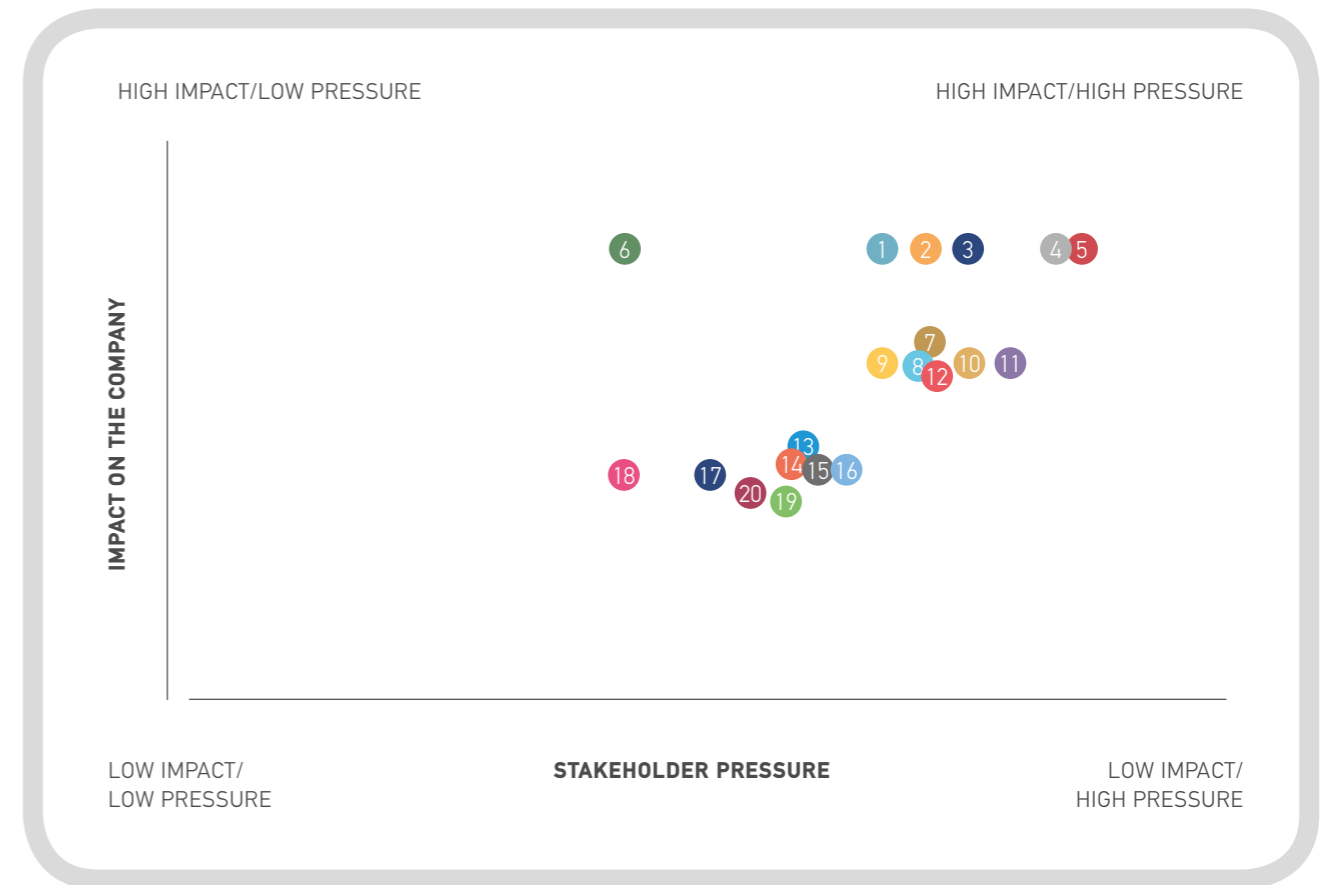 HIGH IMPACT/LOW PRESSURE
HIGH IMPACT/HIGH PRESSURE
IMPACT ON THE COMPANY
6
1
2
3
4
5
7
9
8
12
10
11
13
14
15
16
18
17
20
19
LOW IMPACT/
LOW PRESSURE
STAKEHOLDER PRESSURE
LOW IMPACT/
HIGH PRESSURE